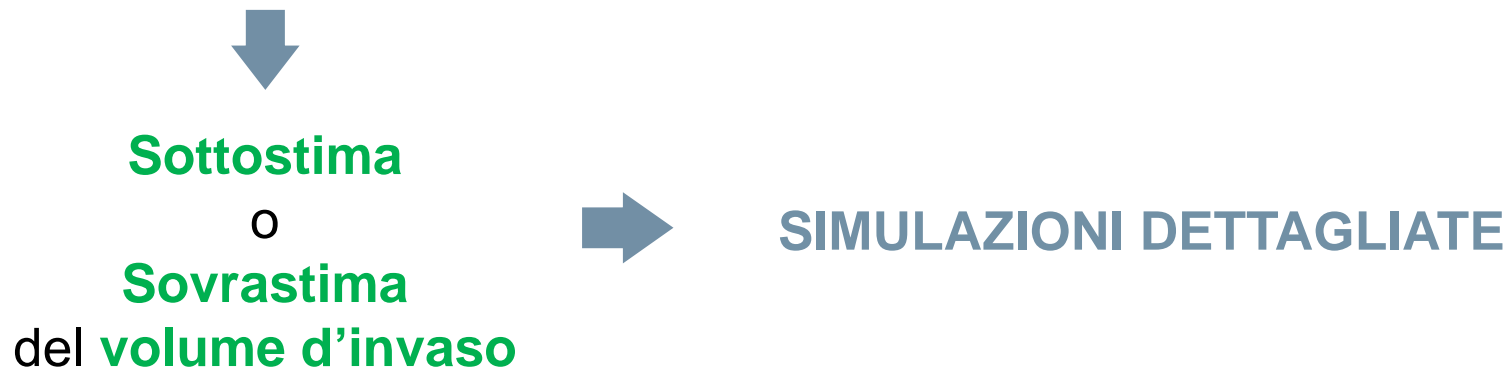 Sottostima
o
Sovrastima
del volume d’invaso
SIMULAZIONI DETTAGLIATE